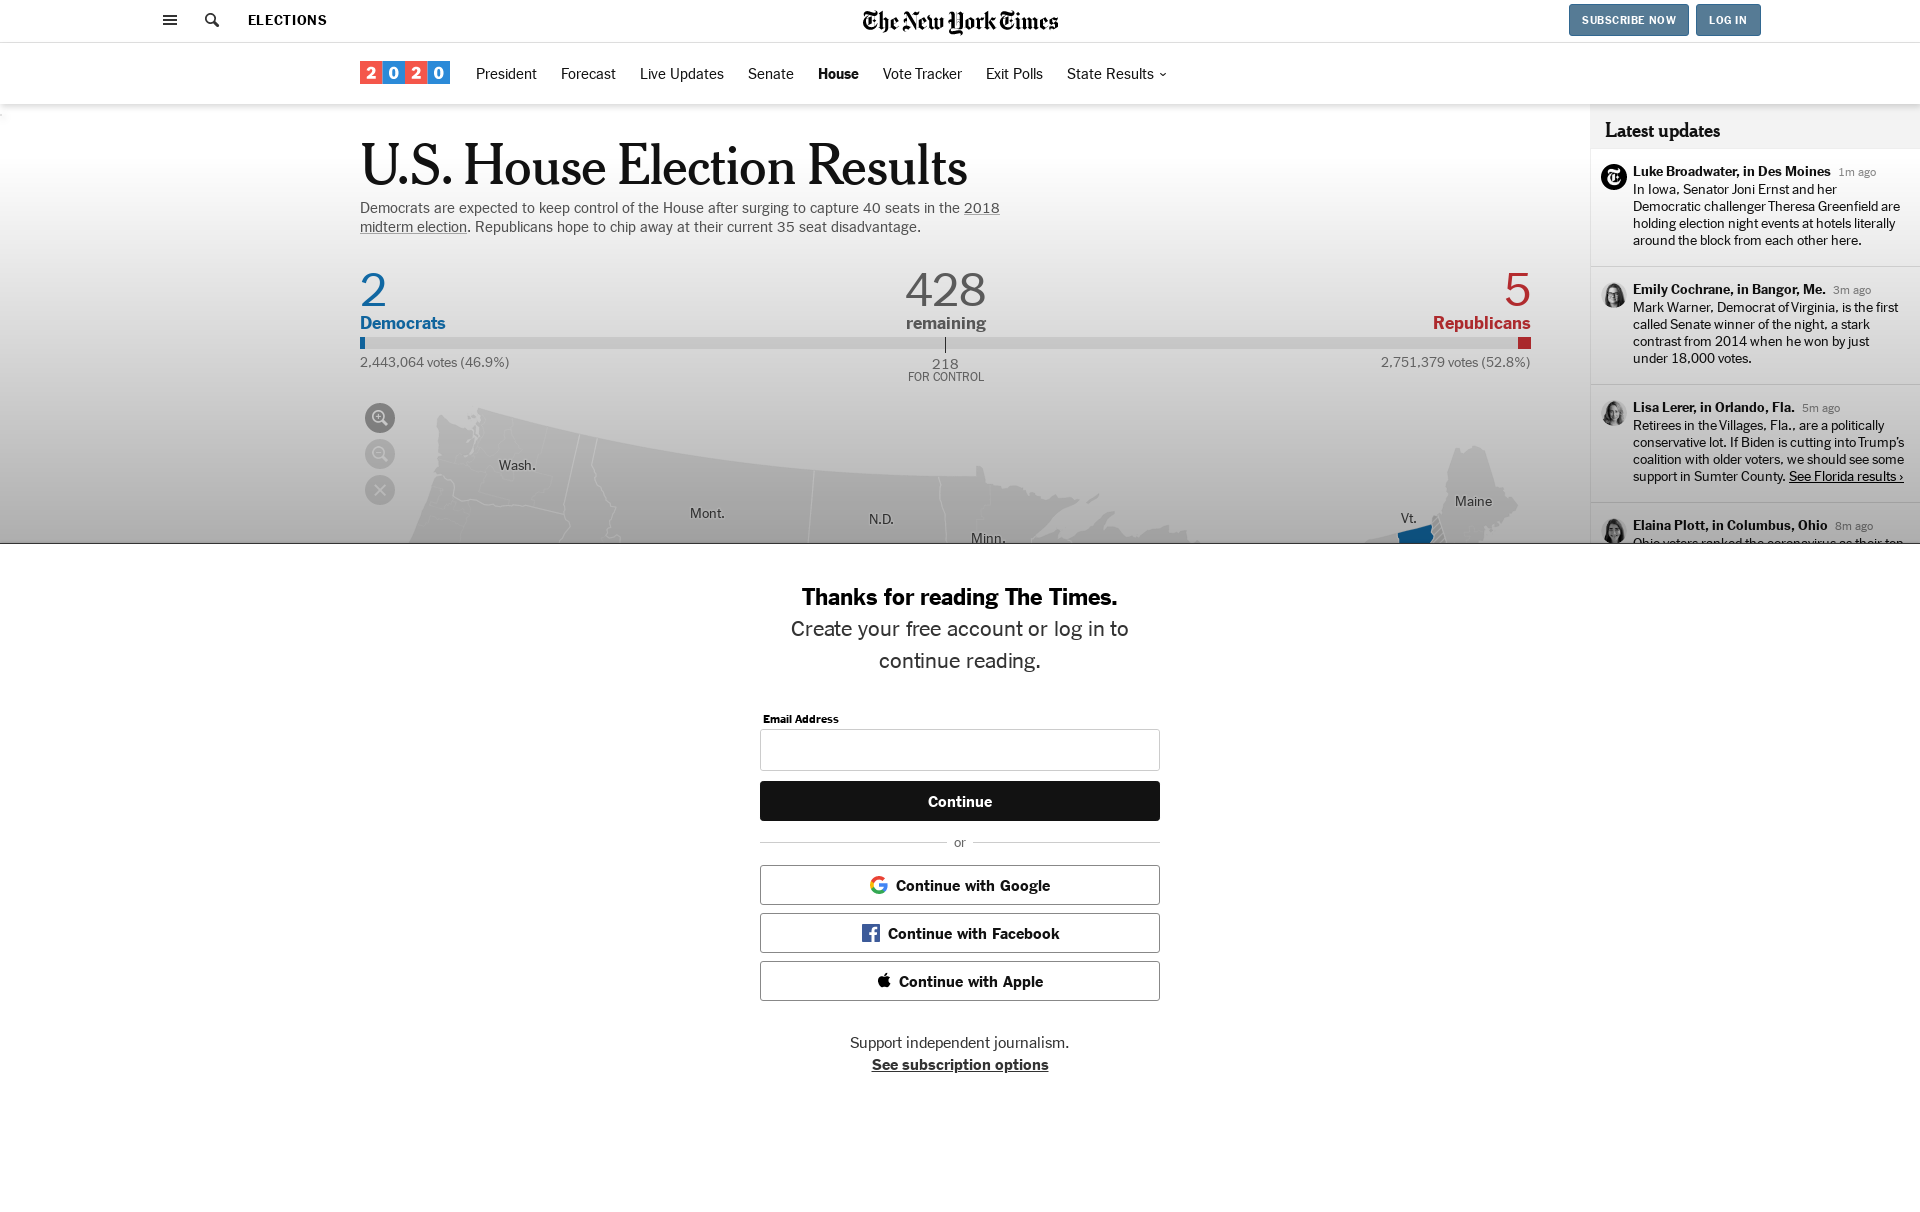 ELECTIONS
The New York Times
SUBSCRIBE NOW
LOG IN
2020
President
Forecast
Live Updates
Senate
House
Vote Tracker
Exit Polls
State Results
U.S. House Election Results
Democrats are expected to keep control of the House after surging to capture 40 seats in the 2018
midterm election. Republicans hope to chip away at their current 35 seat disadvantage.
2
428
5
Democrats
remaining
Republicans
2,443,064 votes (46.9%)
218
2,751,379 votes (52.8%)
FOR CONTROL
Wash.
Mont.
N.D.
Minn.
Vt.
Maine
Latest updates
Luke Broadwater, in Des Moines 1m ago
In Iowa, Senator Joni Ernst and her
Democratic challenger Theresa Greenfield are
holding election night events at hotels literally
around the block from each other here.
Emily Cochrane, in Bangor, Me. 3m ago
Mark Warner, Democrat of Virginia, is the first
called Senate winner of the night, a stark
contrast from 2014 when he won by just
under 18,000 votes.
Lisa Lerer, in Orlando, Fla. 5m ago
Retirees in the Villages, Fla., are a politically
conservative lot. If Biden is cutting into Trump's
coalition with older voters, we should see some
support in Sumter County. See Florida results ›
Elaina Plott, in Columbus, Ohio 8m ago
Ohio voters ranked the coronavirus as their top
Thanks for reading The Times.
Create your free account or log in to
continue reading.
Email Address
Continue
or
Continue with Google
Continue with Facebook
Continue with Apple
Support independent journalism.
See subscription options